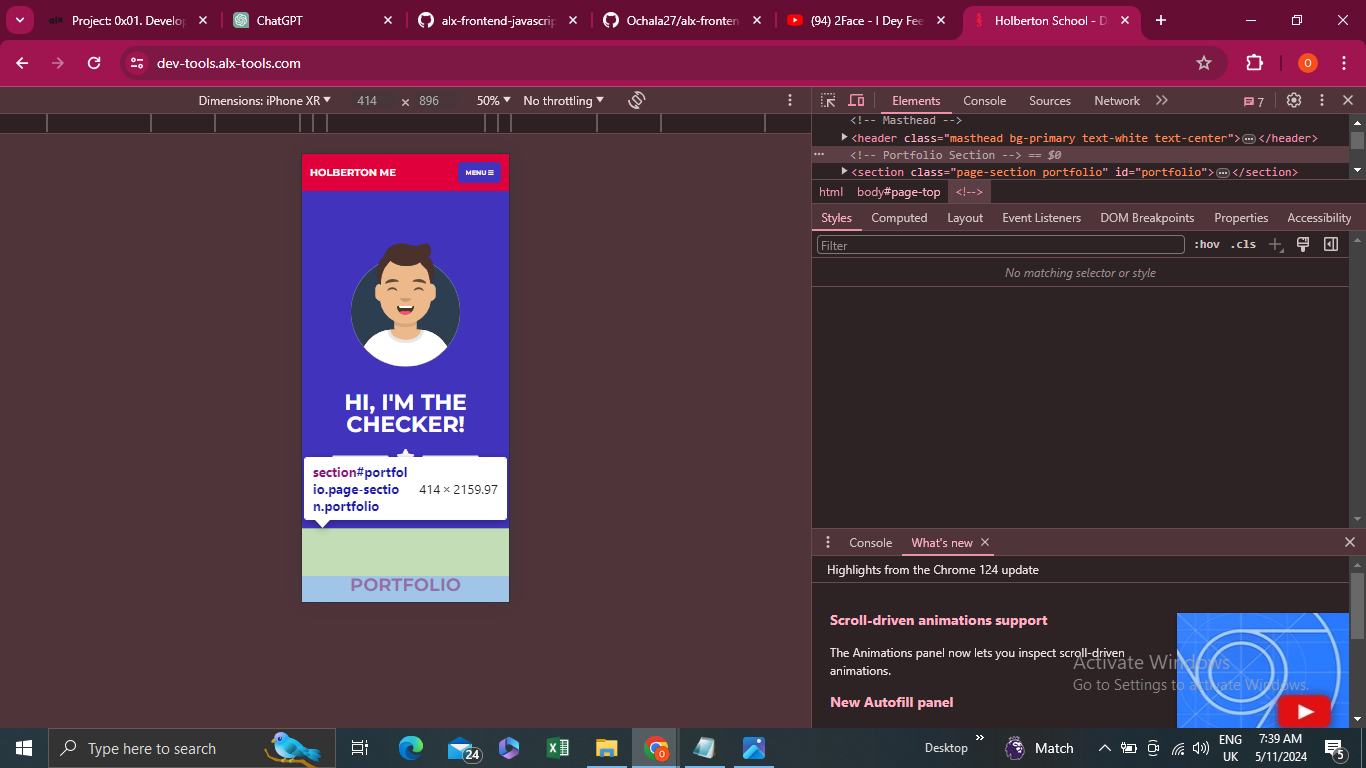 Project: 0x01. Develop
ChatGPT
alx-frontend-javascrip
Ochala27/alx-fronten
(94) 2Face - I Dey Fee
Holberton School - D
dev-tools.alx-tools.com
O
Dimensions: iPhone XR
414 × 896
50%
No throttling
Elements
Console
Sources
Network
7
<!-- Masthead -->
<header class="masthead bg-primary text-white text-center">…</header>
… <!-- Portfolio Section --> == $0
<section class="page-section portfolio" id="portfolio">…</section>
html
body#page-top
<!-->
Styles
Computed
Layout
Event Listeners
DOM Breakpoints
Properties
Accessibility
Filter
:hov
.cls
No matching selector or style
HOLBERTON ME
MENU
HI, I'M THE
CHECKER!
section#portfol
io.page-sectio
n.portfolio
414 × 2159.97
PORTFOLIO
Console
What's new
Highlights from the Chrome 124 update
Scroll-driven animations support
The Animations panel now lets you inspect scroll-driven
animations.
New Autofill panel
Activate Windows
Go to Settings to activate Windows.
Type here to search
24
Desktop
Match
ENG
UK
7:39 AM
5/11/2024
5